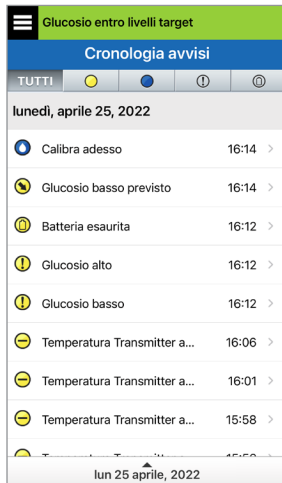 Glucosio entro livelli target
Cronologia avvisi
TUTTI
lunedì, aprile 25, 2022
Calibra adesso 16:14
Glucosio basso previsto 16:14
Batteria esaurita 16:12
Glucosio alto 16:12
Glucosio basso 16:12
Temperatura Transmitter a... 16:06
Temperatura Transmitter a... 16:01
Temperatura Transmitter a... 15:58
lun 25 aprile, 2022